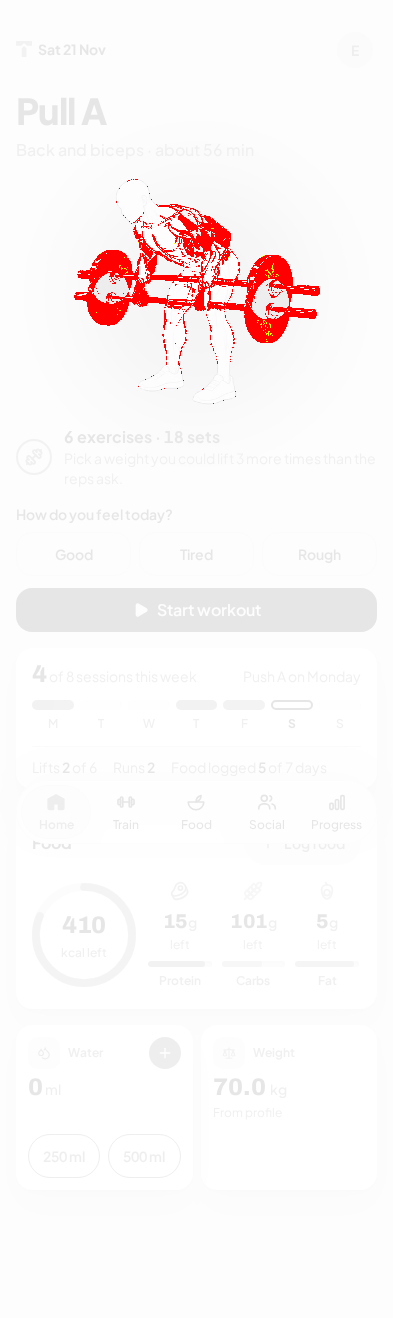 Sat 21 Nov
E
Pull A
Back and biceps · about 56 min
6 exercises · 18 sets
Pick a weight you could lift 3 more times than the
reps ask.
How do you feel today?
Good Tired Rough
Start workout
4 of 8 sessions this week Push A on Monday
M T W T F S S
Lifts 2 of 6 Runs 2 Food logged 5 of 7 days
Home Train Food Social Progress
Food Log food
410
kcal left
15 g 101 g 5 g
left left left
Protein Carbs Fat
Water + Weight
0 ml 70.0 kg
From profile
250 ml 500 ml